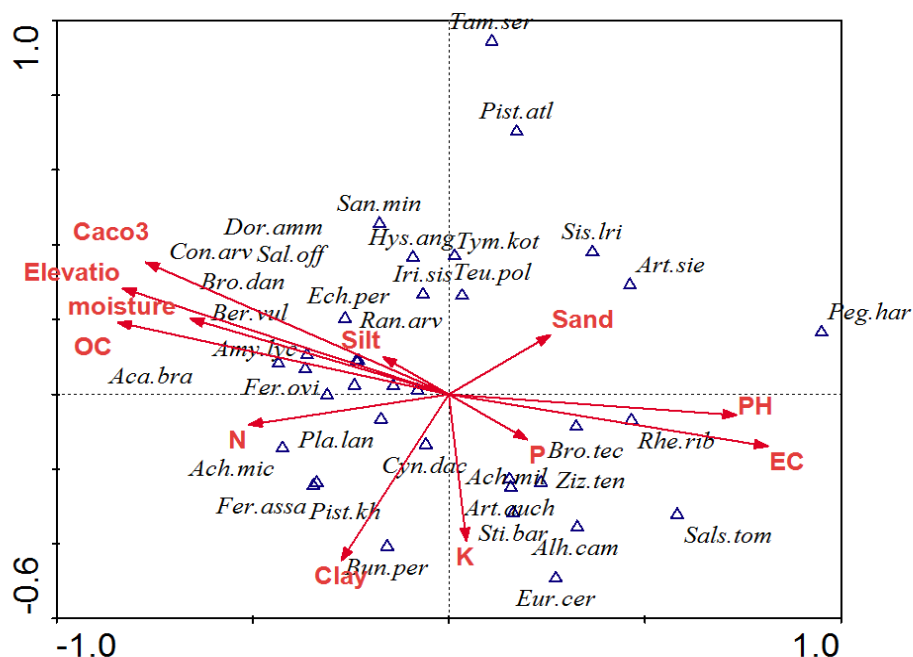 1.0
Tam.ser
Pist.atl
San.min
Dor.amm
Caco3
Con.arv
Sal.off
Hys.ang
Tym.kot
Sis.lri
Elevatio
Bro.dan
Iri.sis
Teu.pol
Art.sie
moisture
Ber.vul
Ech.per
Ran.arv
Sand
Peg.har
OC
Amy.lyc
Silt
Aca.bra
Fer.ovi
PH
N
Pla.lan
P
Bro.tec
Rhe.rib
EC
Ach.mic
Cyn.dac
Ach.mil
Ziz.ten
Fer.assa
Pist.kh
Art.auch
Sti.bar
Alh.cam
Sals.tom
Clay
Bun.per
K
Eur.cer
-0.6
-1.0
1.0